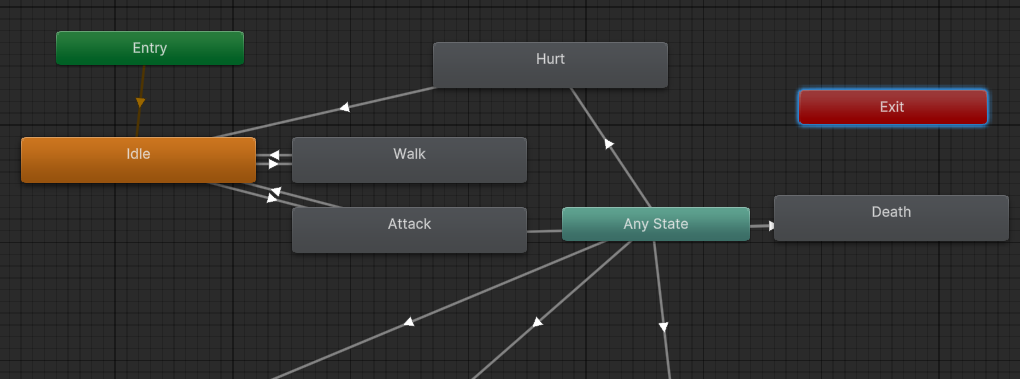 Entry
Hurt
Exit
Idle
Walk
Attack
Any State
Death